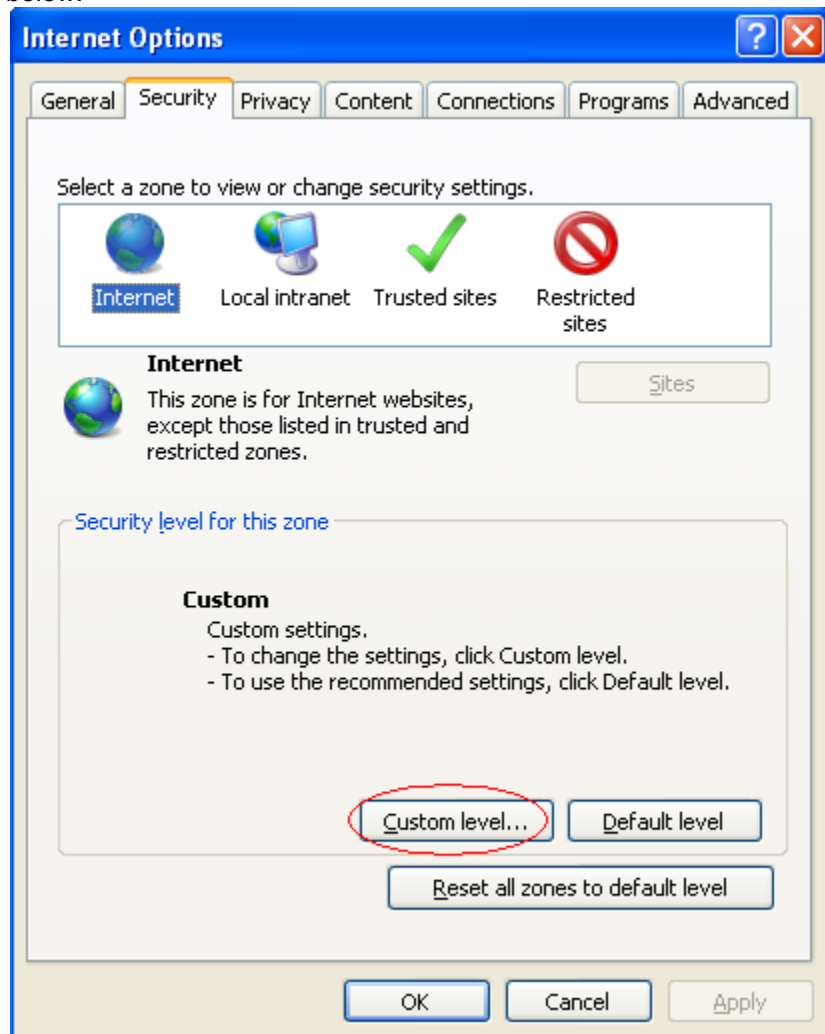 below.
Internet Options
General Security Privacy Content Connections Programs Advanced
Select a zone to view or change security settings.
Internet Local intranet Trusted sites Restricted
sites
Internet
Sites
This zone is for Internet websites,
except those listed in trusted and
restricted zones.
Security level for this zone
Custom
Custom settings.
- To change the settings, click Custom level.
- To use the recommended settings, click Default level.
Custom level... Default level
Reset all zones to default level
OK Cancel Apply